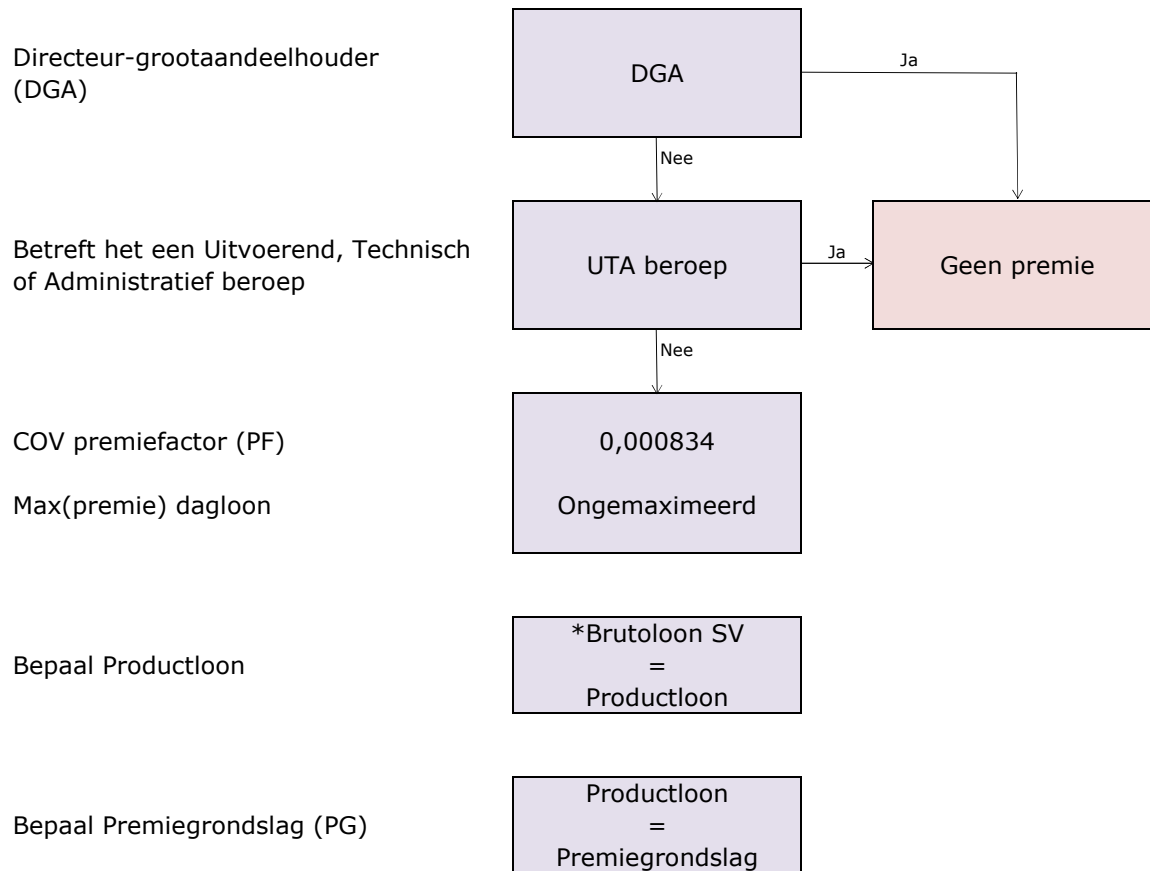 Directeur-grootaandeelhouder
(DGA)
DGA
Ja
Nee
Betreft het een Uitvoerend, Technisch
of Administratief beroep
UTA beroep
Ja
Geen premie
Nee
COV premiefactor (PF)
0,000834
Max(premie) dagloon
Ongemaximeerd
Bepaal Productloon
*Brutoloon SV
=
Productloon
Bepaal Premiegrondslag (PG)
Productloon
=
Premiegrondslag